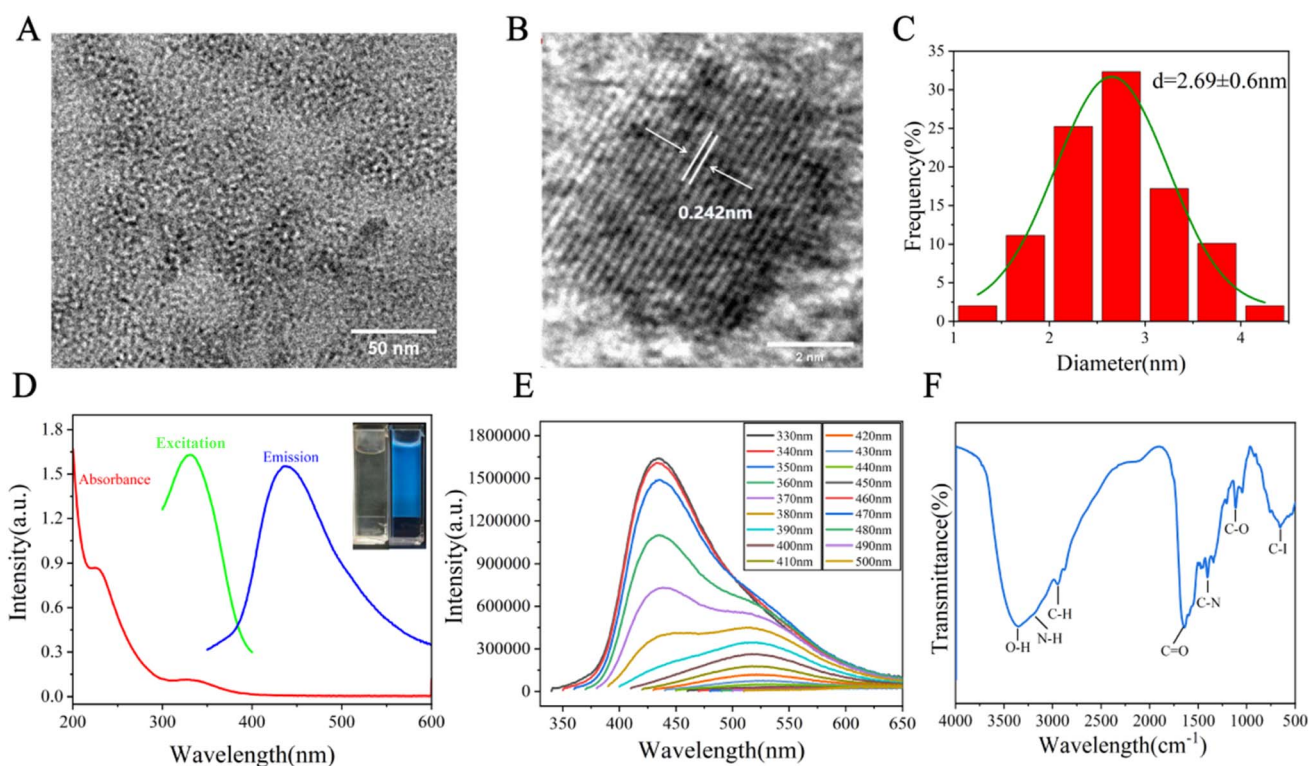 A
50 nm
B
0.242nm
2 nm
C
Frequency(%)
35
30
25
20
15
10
5
0
d=2.69±0.6nm
1
2
3
4
Diameter(nm)
D
Intensity(a.u.)
1.8
1.5
1.2
0.9
0.6
0.3
0.0
Absorbance
Excitation
Emission
200
300
400
500
600
Wavelength(nm)
E
Intensity(a.u.)
1800000
1500000
1200000
900000
600000
300000
0
330nm
340nm
350nm
360nm
370nm
380nm
390nm
400nm
410nm
420nm
430nm
440nm
450nm
460nm
470nm
480nm
490nm
500nm
350
400
450
500
550
600
650
Wavelength(nm)
F
Transmittance(%)
O-H
N-H
C-H
C=O
C-N
C-O
C-I
4000
3500
3000
2500
2000
1500
1000
500
Wavelength(cm⁻¹)